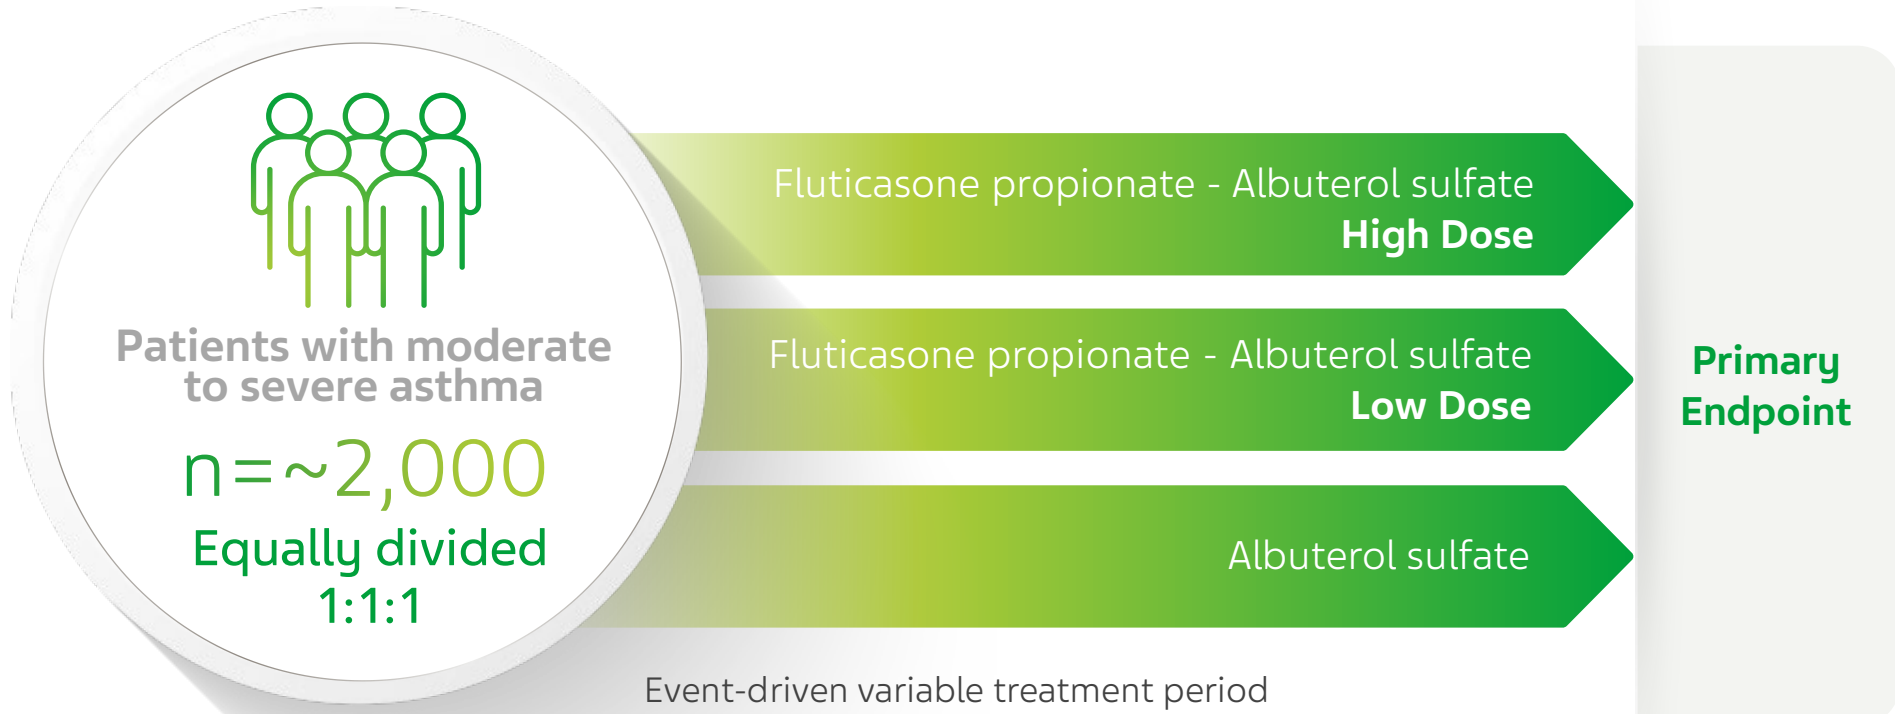 Patients with moderate
to severe asthma
n=~2,000
Equally divided
1:1:1
Fluticasone propionate - Albuterol sulfate
High Dose
Fluticasone propionate - Albuterol sulfate
Low Dose
Albuterol sulfate
Event-driven variable treatment period
Primary
Endpoint